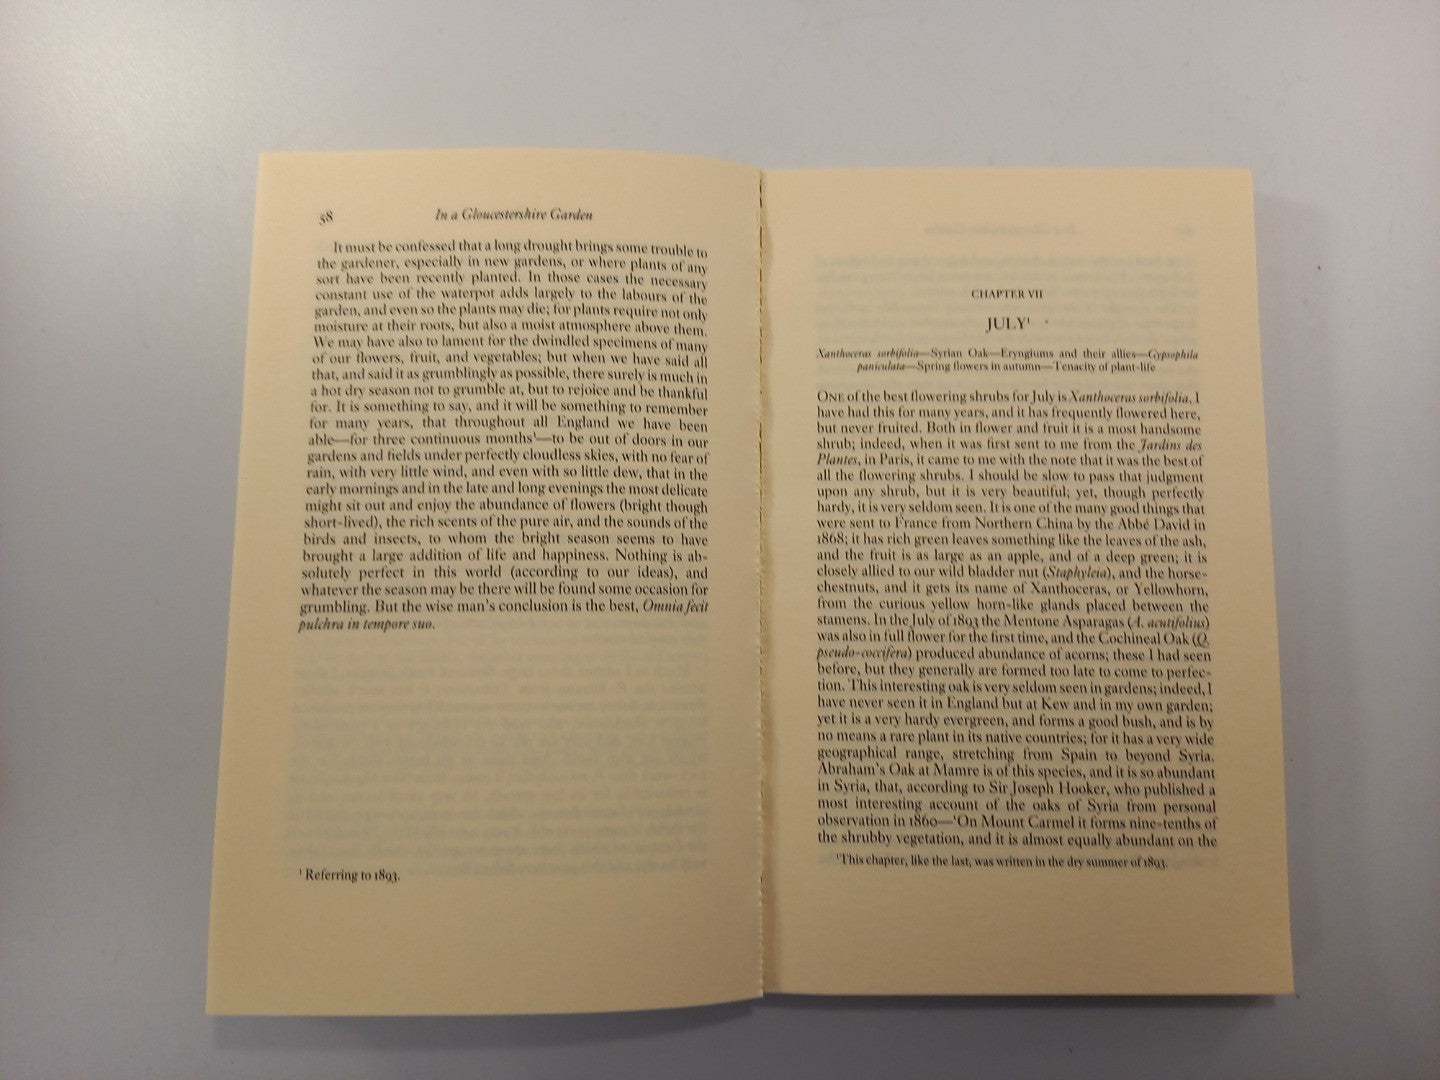 58
In a Gloucestershire Garden
It must be confessed that a long drought brings some trouble to
the gardener, especially in new gardens, or where plants of any
sort have been recently planted. In those cases the necessary
constant use of the waterpot adds largely to the labours of the
garden, and even so the plants may die; for plants require not only
moisture at their roots, but also a moist atmosphere above them.
We may have also to lament for the dwindled specimens of many
of our flowers, fruit, and vegetables; but when we have said all
that, and said it as grumblingly as possible, there surely is much in
a hot dry season not to grumble at, but to rejoice and be thankful
for. It is something to say, and it will be something to remember
for many years, that throughout all England we have been
able—for three continuous months¹—to be out of doors in our
gardens and fields under perfectly cloudless skies, with no fear of
rain, with very little wind, and even with so little dew, that in the
early mornings and in the late and long evenings the most delicate
might sit out and enjoy the abundance of flowers (bright though
short-lived), the rich scents of the pure air, and the sounds of the
birds and insects, to whom the bright season seems to have
brought a large addition of life and happiness. Nothing is ab-
solutely perfect in this world (according to our ideas), and
whatever the season may be there will be found some occasion for
grumbling. But the wise man's conclusion is the best, Omnia fecit
pulchra in tempore suo.
¹ Referring to 1893.
CHAPTER VII
JULY¹
Xanthoceras sorbifolia—Syrian Oak—Eryngiums and their allies—Gypsophila
paniculata—Spring flowers in autumn—Tenacity of plant-life
ONE of the best flowering shrubs for July is Xanthoceras sorbifolia. I
have had this for many years, and it has frequently flowered here,
but never fruited. Both in flower and fruit it is a most handsome
shrub; indeed, when it was first sent to me from the Jardins des
Plantes, in Paris, it came to me with the note that it was the best of
all the flowering shrubs. I should be slow to pass that judgment
upon any shrub, but it is very beautiful; yet, though perfectly
hardy, it is very seldom seen. It is one of the many good things that
were sent to France from Northern China by the Abbé David in
1868; it has rich green leaves something like the leaves of the ash,
and the fruit is as large as an apple, and of a deep green; it is
closely allied to our wild bladder nut (Staphyleia), and the horse-
chestnuts, and it gets its name of Xanthoceras, or Yellowhorn,
from the curious yellow horn-like glands placed between the
stamens. In the July of 1893 the Mentone Asparagas (A. acutifolius)
was also in full flower for the first time, and the Cochineal Oak (Q.
pseudo-coccifera) produced abundance of acorns; these I had seen
before, but they generally are formed too late to come to perfec-
tion. This interesting oak is very seldom seen in gardens; indeed, I
have never seen it in England but at Kew and in my own garden;
yet it is a very hardy evergreen, and forms a good bush, and is by
no means a rare plant in its native countries; for it has a very wide
geographical range, stretching from Spain to beyond Syria.
Abraham's Oak at Mamre is of this species, and it is so abundant
in Syria, that, according to Sir Joseph Hooker, who published a
most interesting account of the oaks of Syria from personal
observation in 1860—'On Mount Carmel it forms nine-tenths of
the shrubby vegetation, and it is almost equally abundant on the
¹This chapter, like the last, was written in the dry summer of 1893.